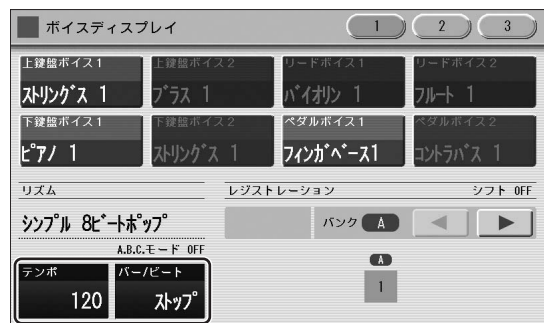 ボイスディスプレイ 1 2 3
上鍵盤ボイス1 上鍵盤ボイス2 リードボイス1 リードボイス2
ストリングス 1 ブラス 1 バイオリン 1 フルート 1
下鍵盤ボイス1 下鍵盤ボイス2 ペダルボイス1 ペダルボイス2
ピアノ 1 ストリングス 1 フィンガベース1 コントラバス 1
リズム レジストレーション シフト OFF
シンプル 8ビートポップ バンク A
A.B.C.モード OFF
A
テンポ バー/ビート
1
120 ストップ